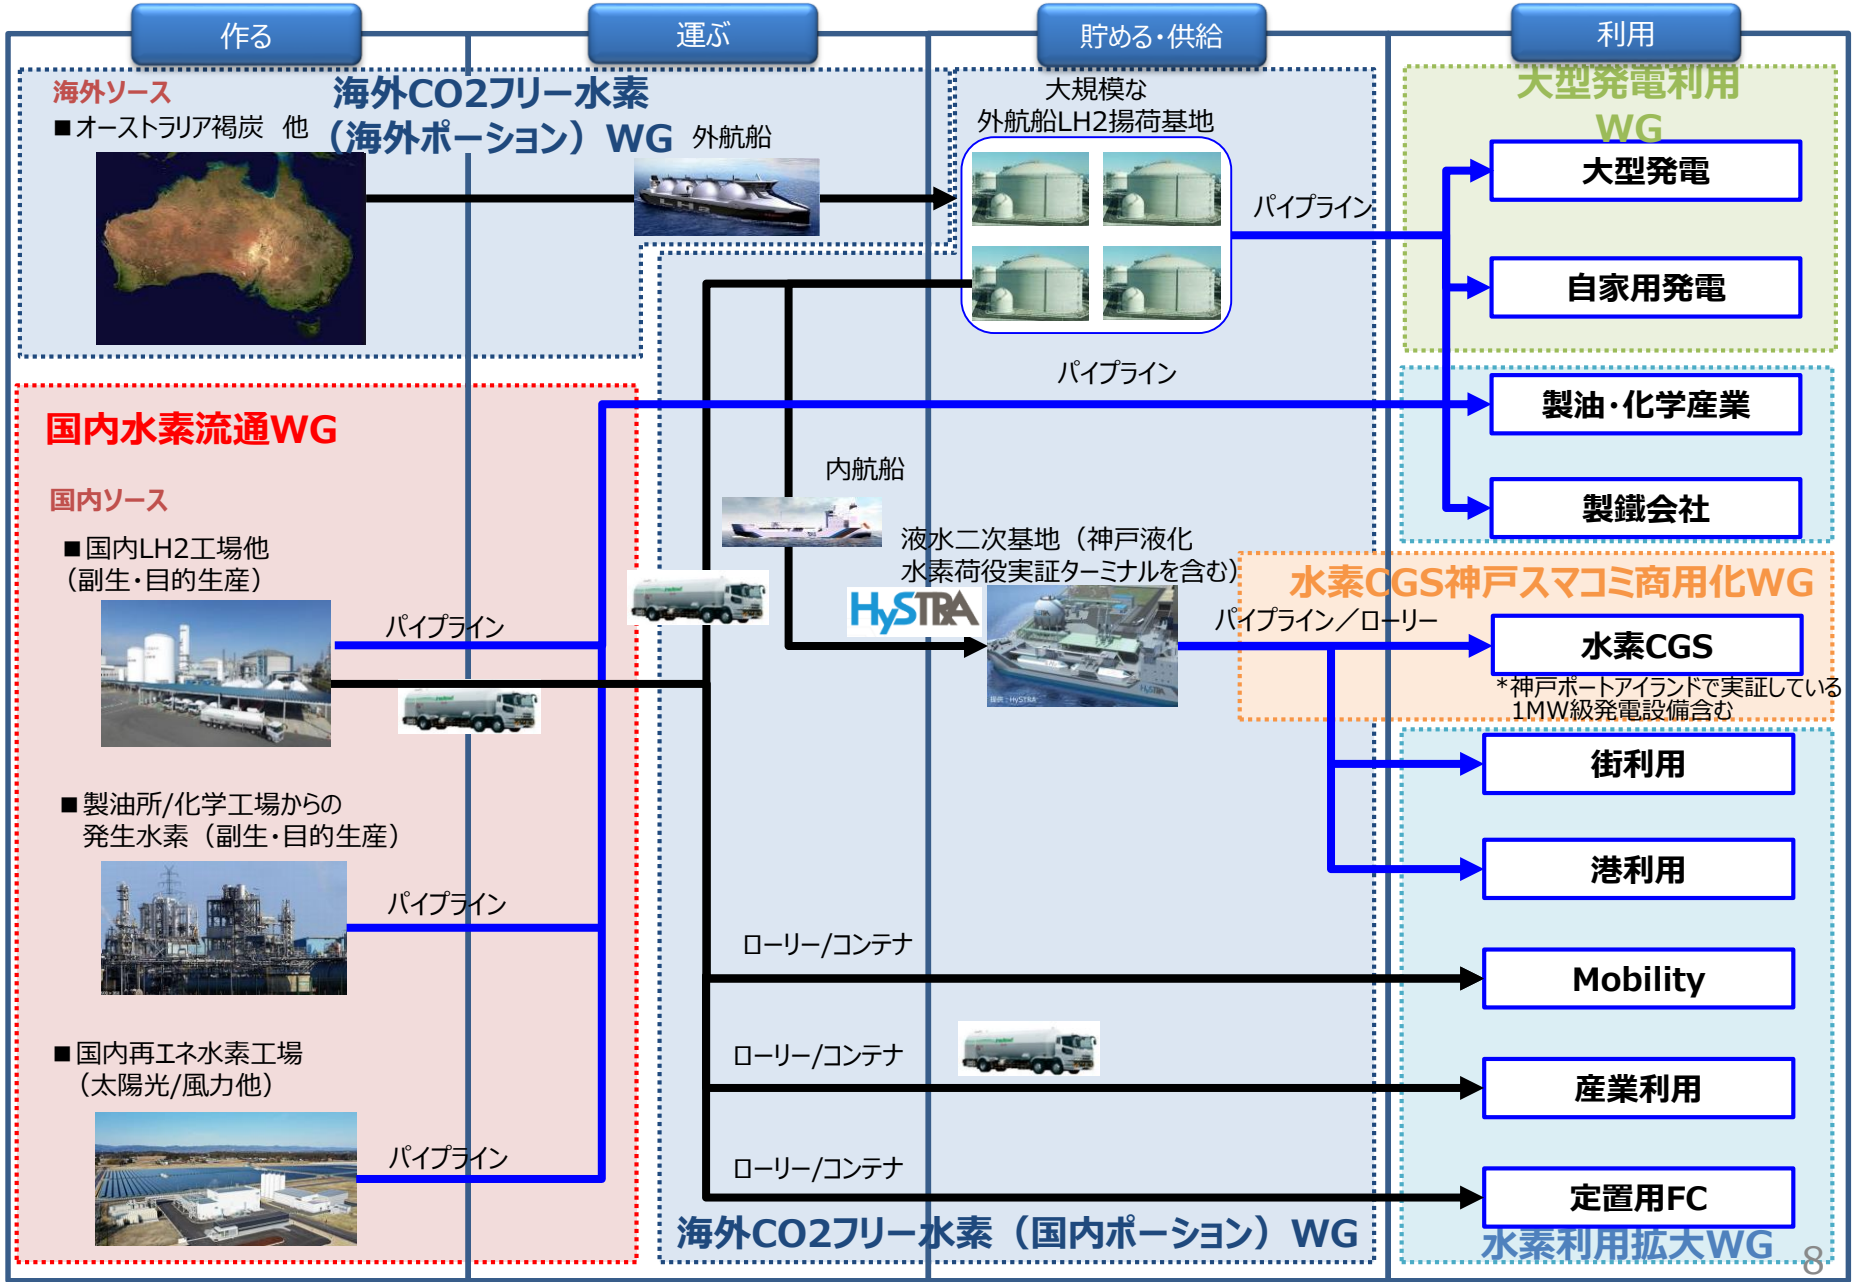 作る
運ぶ
貯める・供給
利用
海外ソース
■オーストラリア褐炭　他
海外CO2フリー水素
（海外ポーション）WG
外航船
LH2
大規模な
外航船LH2揚荷基地
パイプライン
大型発電利用
WG
大型発電
自家用発電
パイプライン
製油・化学産業
製鐵会社
国内水素流通WG
国内ソース
■国内LH2工場他
（副生・目的生産）
パイプライン
内航船
液水二次基地（神戸液化
水素荷役実証ターミナルを含む）
HySTRA
提供：HySTRA
HySTRA
パイプライン／ローリー
水素CGS神戸スマコミ商用化WG
水素CGS
*神戸ポートアイランドで実証している
1MW級発電設備含む
街利用
港利用
■製油所/化学工場からの
発生水素（副生・目的生産）
パイプライン
ローリー/コンテナ
Mobility
■国内再エネ水素工場
（太陽光/風力他）
パイプライン
ローリー/コンテナ
産業利用
ローリー/コンテナ
定置用FC
海外CO2フリー水素（国内ポーション）WG
水素利用拡大WG
8